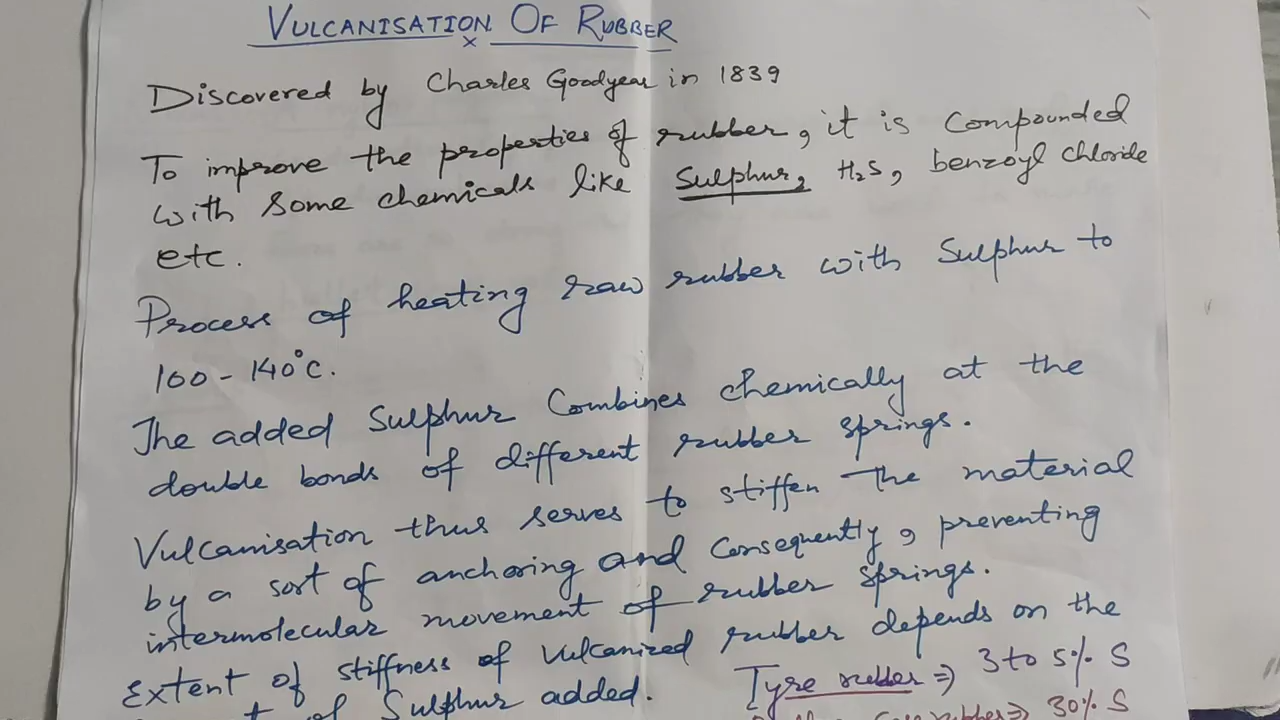 VULCANISATION OF RUBBER
Discovered by Charles Goodyear in 1839
To improve the properties of rubber, it is compounded
with some chemicals like Sulphur, H₂S, benzoyl chloride
etc.
Process of heating raw rubber with Sulphur to
100-140°C.
The added Sulphur Combines chemically at the
double bonds of different rubber springs.
Vulcanisation thus serves to stiffen the material
by a sort of anchoring and Consequently, preventing
intermolecular movement of rubber springs.
Extent of stiffness of vulcanized rubber depends on the
of Sulphur added.
Tyre rubber ⇒ 3 to 5% S
rubber ⇒ 30% S